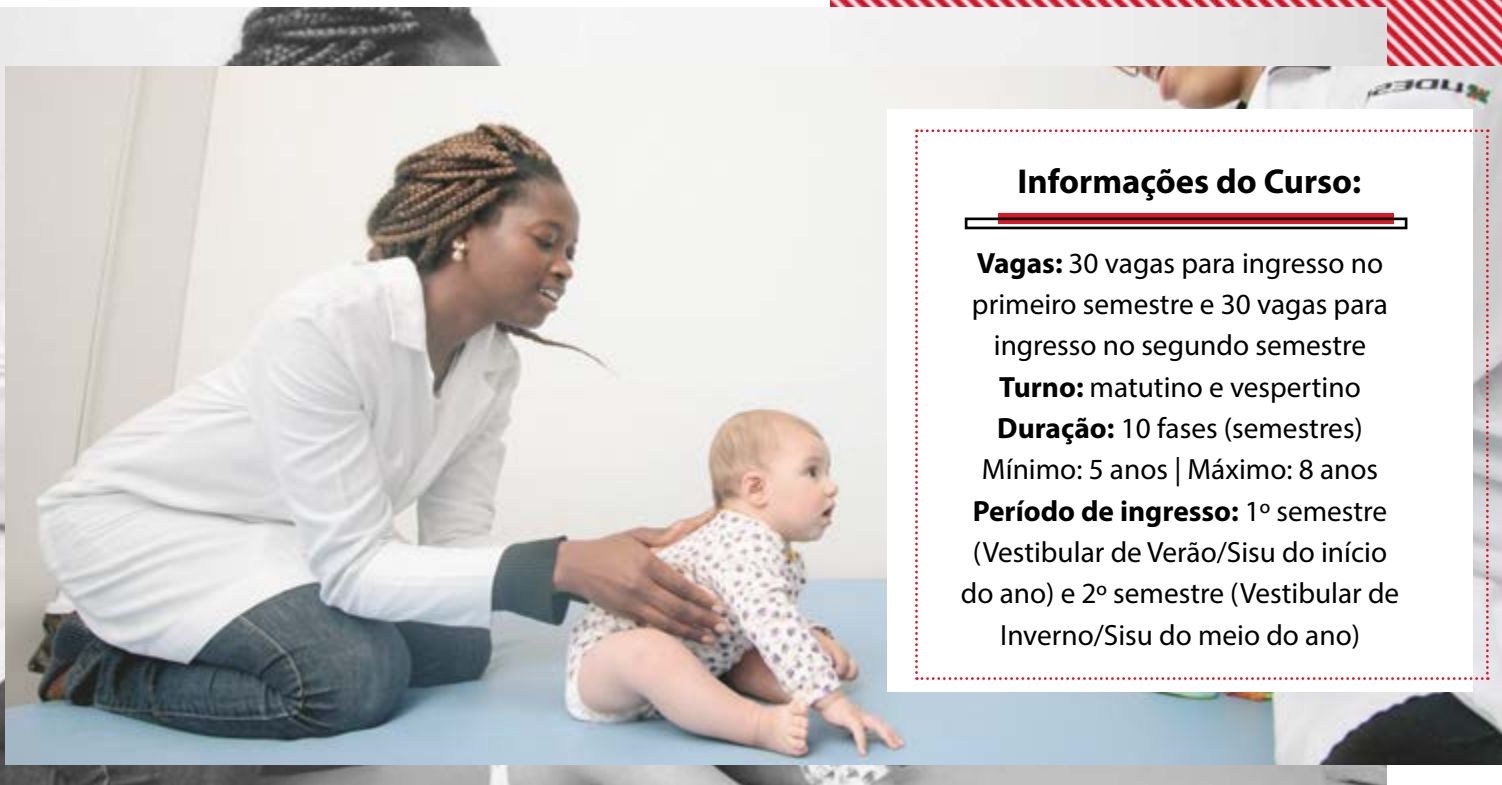 UDESC
Informações do Curso:
Vagas: 30 vagas para ingresso no
primeiro semestre e 30 vagas para
ingresso no segundo semestre
Turno: matutino e vespertino
Duração: 10 fases (semestres)
Mínimo: 5 anos | Máximo: 8 anos
Período de ingresso: 1º semestre
(Vestibular de Verão/Sisu do início
do ano) e 2º semestre (Vestibular de
Inverno/Sisu do meio do ano)